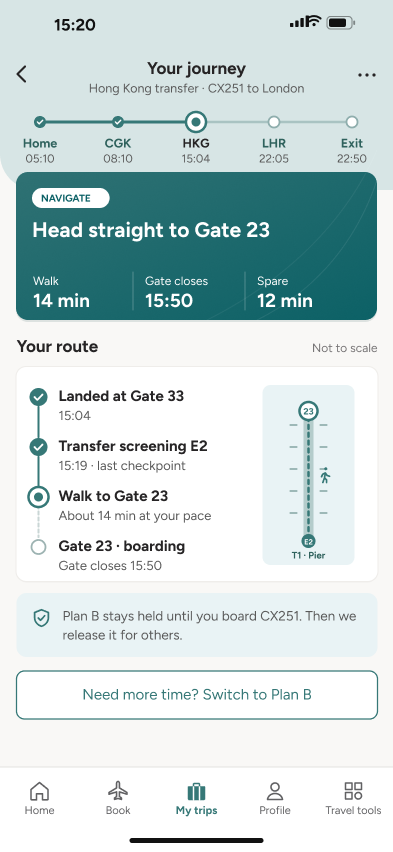 15:20
Your journey
Hong Kong transfer · CX251 to London
Home CGK HKG LHR Exit
05:10 08:10 15:04 22:05 22:50
NAVIGATE
Head straight to Gate 23
Walk Gate closes Spare
14 min 15:50 12 min
Your route Not to scale
Landed at Gate 33
15:04
Transfer screening E2
15:19 · last checkpoint
Walk to Gate 23
About 14 min at your pace
Gate 23 · boarding
Gate closes 15:50
23
E2
T1 · Pier
Plan B stays held until you board CX251. Then we
release it for others.
Need more time? Switch to Plan B
Home Book My trips Profile Travel tools